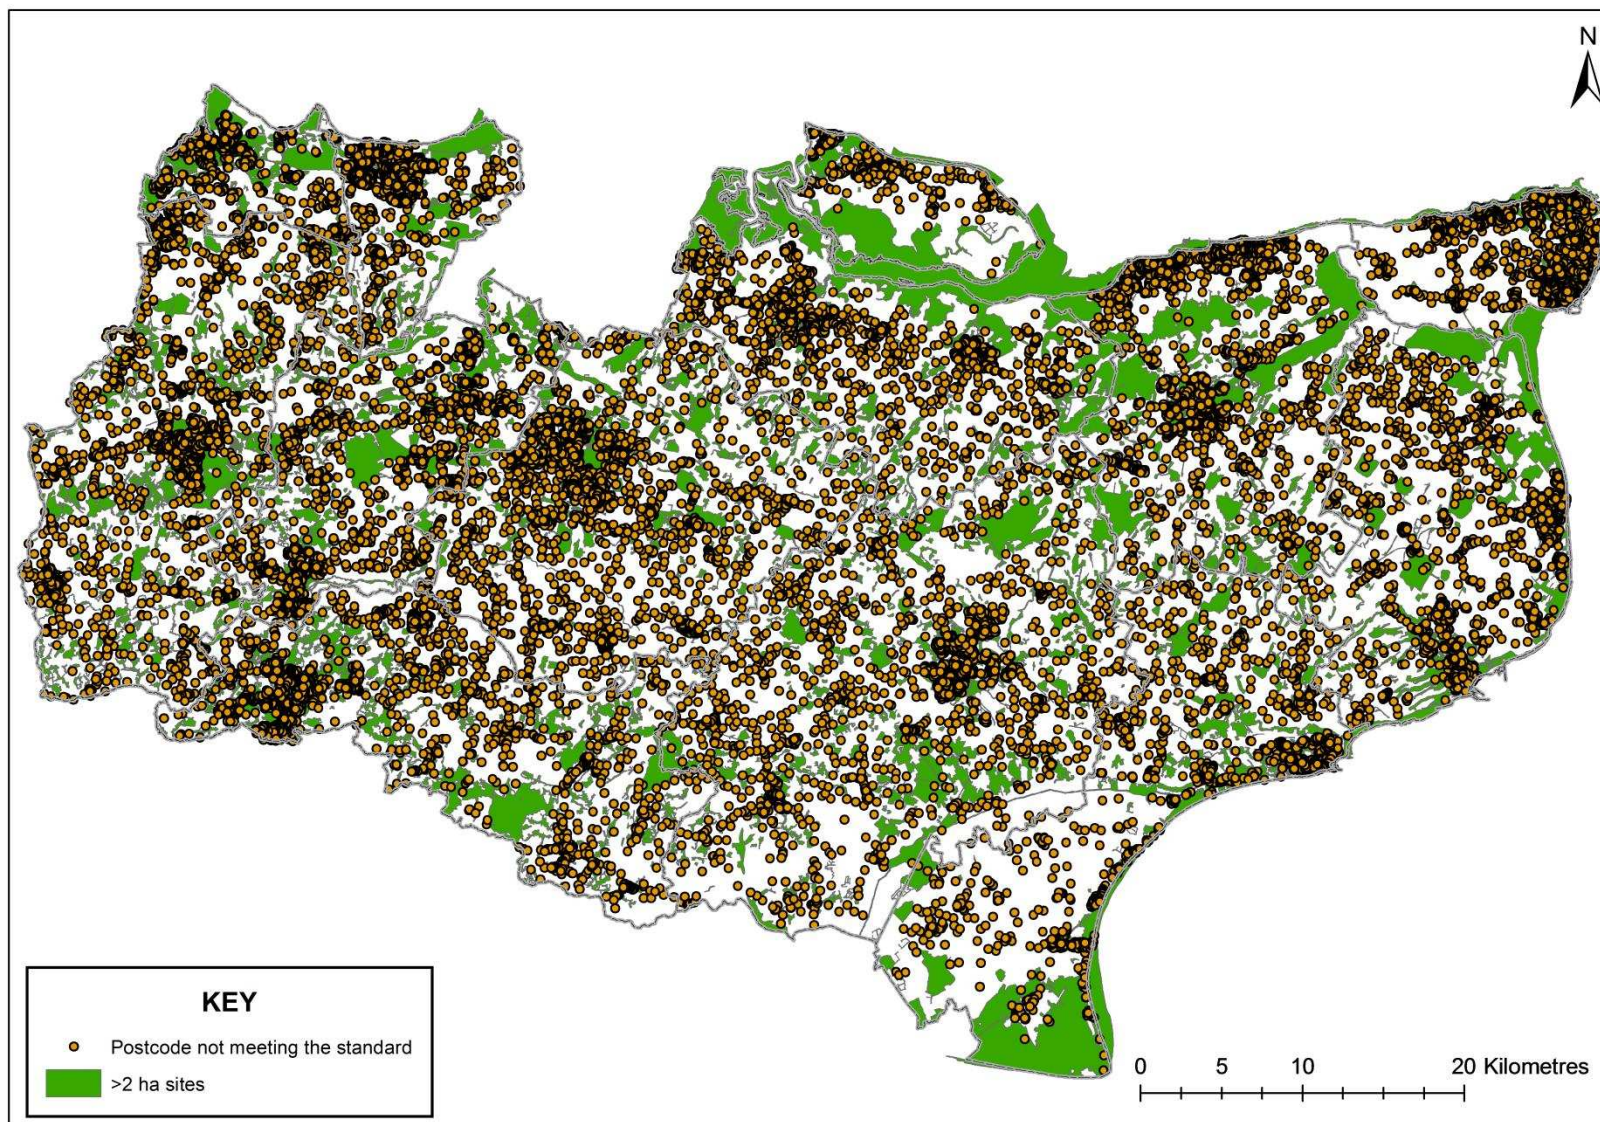 N
KEY
Postcode not meeting the standard
>2 ha sites
0 5 10 20 Kilometres